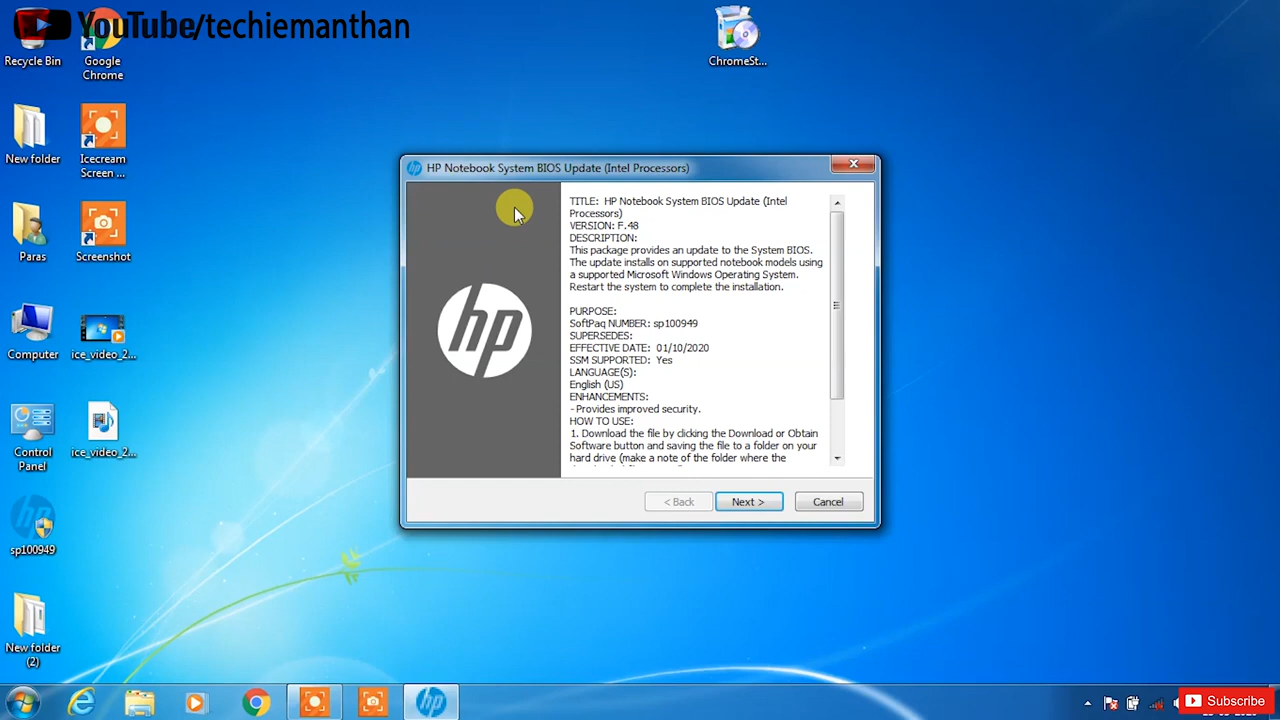 YouTube/techiemanthan
Recycle Bin
Google
Chrome
ChromeSt...
New folder
Icecream
Screen ...
Paras
Screenshot
Computer
ice_video_2...
Control
Panel
ice_video_2...
sp100949
New folder
(2)
HP Notebook System BIOS Update (Intel Processors)
hp
TITLE: HP Notebook System BIOS Update (Intel
Processors)
VERSION: F.48
DESCRIPTION:
This package provides an update to the System BIOS.
The update installs on supported notebook models using
a supported Microsoft Windows Operating System.
Restart the system to complete the installation.
PURPOSE:
SoftPaq NUMBER: sp100949
SUPERSEDES:
EFFECTIVE DATE: 01/10/2020
SSM SUPPORTED: Yes
LANGUAGE(S):
English (US)
ENHANCEMENTS:
- Provides improved security.
HOW TO USE:
1. Download the file by clicking the Download or Obtain
Software button and saving the file to a folder on your
hard drive (make a note of the folder where the
< Back
Next >
Cancel
Subscribe